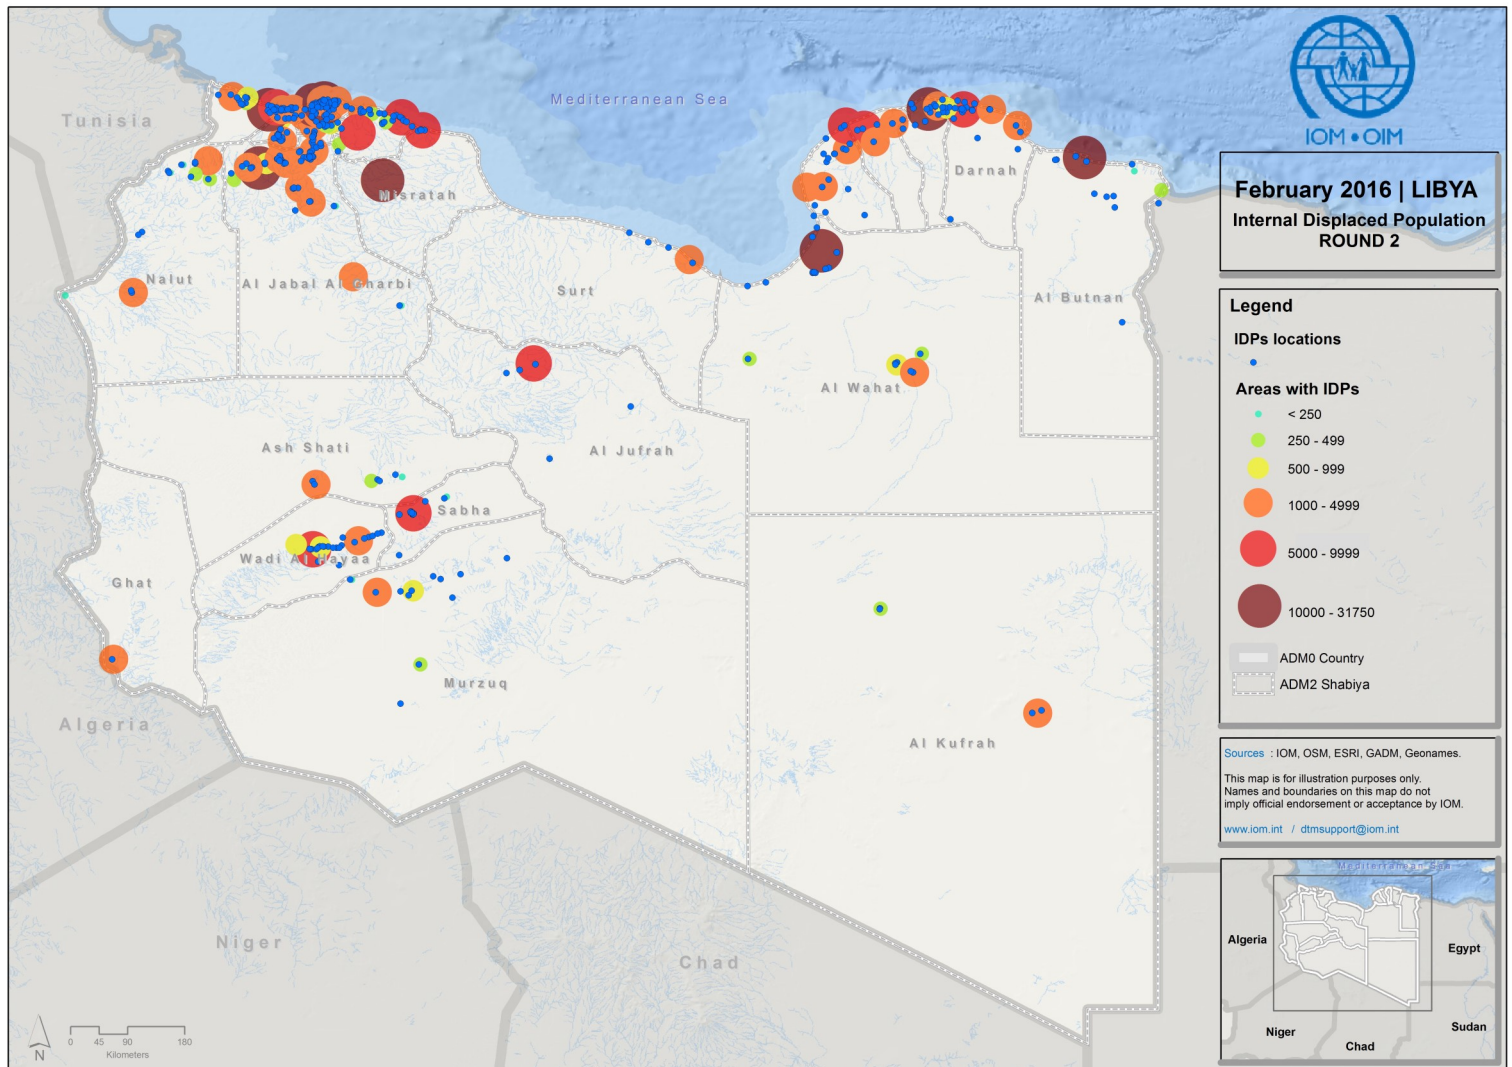 IOM • OIM
February 2016 | LIBYA
Internal Displaced Population
ROUND 2
Legend
IDPs locations
Areas with IDPs
< 250
250 - 499
500 - 999
1000 - 4999
5000 - 9999
10000 - 31750
ADM0 Country
ADM2 Shabiya
Sources : IOM, OSM, ESRI, GADM, Geonames.
This map is for illustration purposes only.
Names and boundaries on this map do not
imply official endorsement or acceptance by IOM.
www.iom.int / dtmsupport@iom.int
Mediterranean Sea
Algeria
Egypt
Niger
Chad
Sudan
Mediterranean Sea
Tunisia
Misratah
Darnah
Nalut
Al Jabal Al Gharbi
Surt
Al Butnan
Al Wahat
Ash Shati
Al Jufrah
Sabha
Wadi Al Hayaa
Ghat
Murzuq
Al Kufrah
Algeria
Niger
Chad
N
0 45 90 180
Kilometers